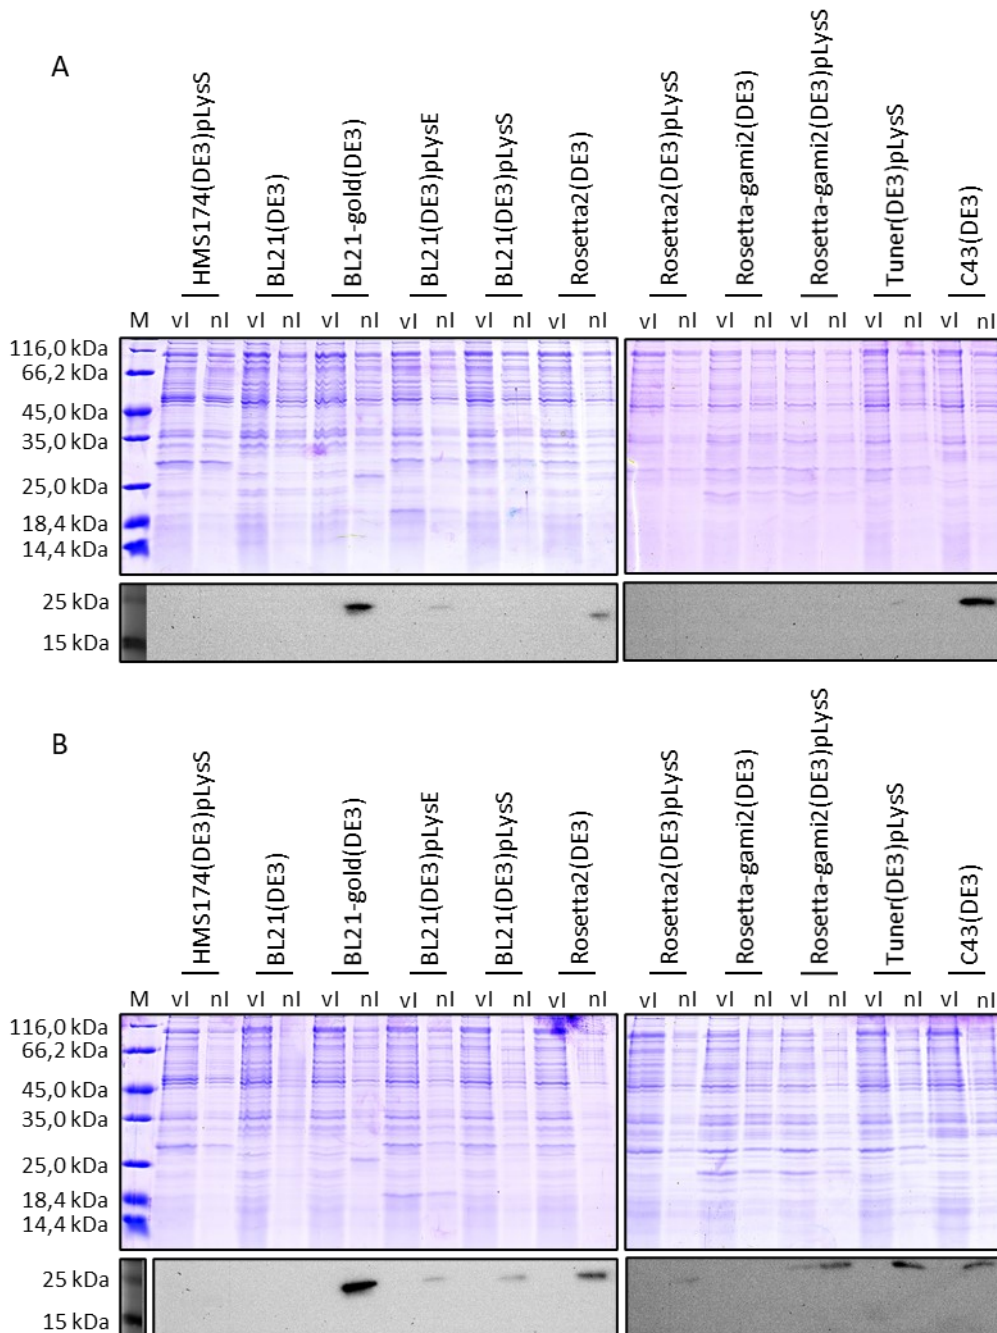 A
HMS174(DE3)pLysS
BL21(DE3)
BL21-gold(DE3)
BL21(DE3)pLysE
BL21(DE3)pLysS
Rosetta2(DE3)
Rosetta2(DE3)pLysS
Rosetta-gami2(DE3)
Rosetta-gami2(DE3)pLysS
Tuner(DE3)pLysS
C43(DE3)
M vI nI vI nI vI nI vI nI vI nI vI nI vI nI vI nI vI nI vI nI vI nI
116,0 kDa
66,2 kDa
45,0 kDa
35,0 kDa
25,0 kDa
18,4 kDa
14,4 kDa
25 kDa
15 kDa
B
HMS174(DE3)pLysS
BL21(DE3)
BL21-gold(DE3)
BL21(DE3)pLysE
BL21(DE3)pLysS
Rosetta2(DE3)
Rosetta2(DE3)pLysS
Rosetta-gami2(DE3)
Rosetta-gami2(DE3)pLysS
Tuner(DE3)pLysS
C43(DE3)
M vI nI vI nI vI nI vI nI vI nI vI nI vI nI vI nI vI nI vI nI vI nI
116,0 kDa
66,2 kDa
45,0 kDa
35,0 kDa
25,0 kDa
18,4 kDa
14,4 kDa
25 kDa
15 kDa